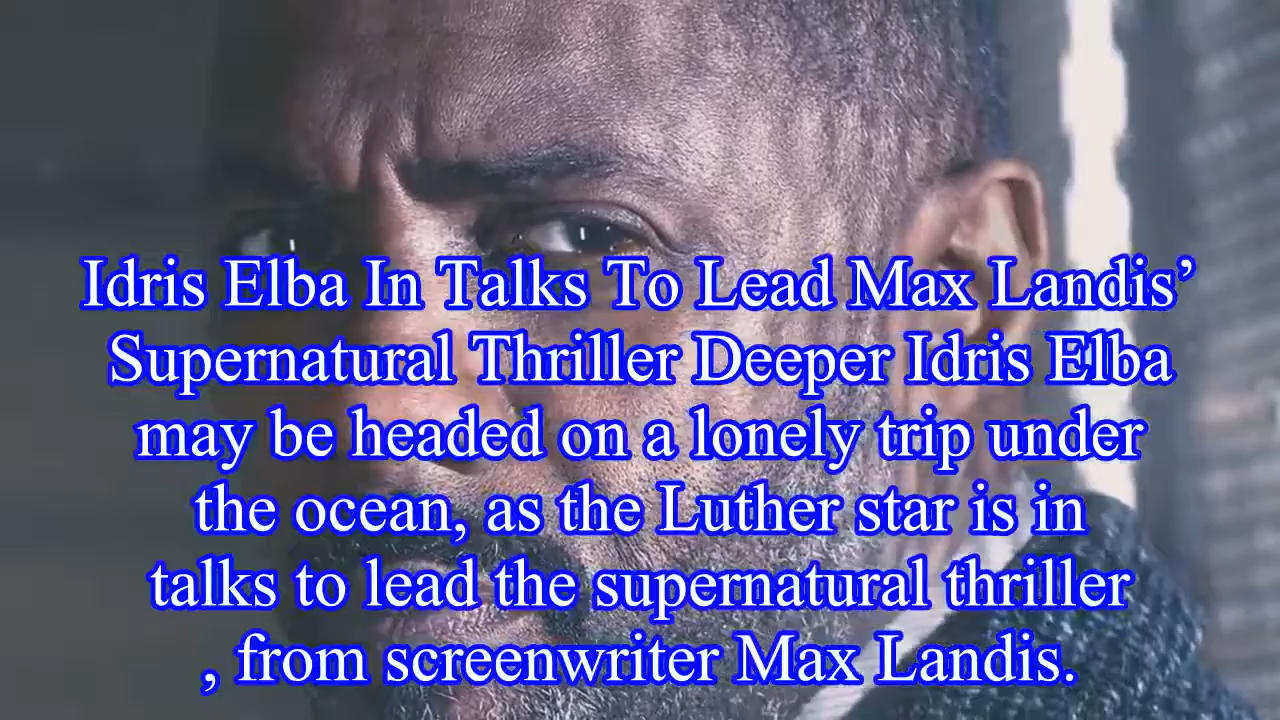 Idris Elba In Talks To Lead Max Landis’
Supernatural Thriller Deeper Idris Elba
may be headed on a lonely trip under
the ocean, as the Luther star is in
talks to lead the supernatural thriller
, from screenwriter Max Landis.